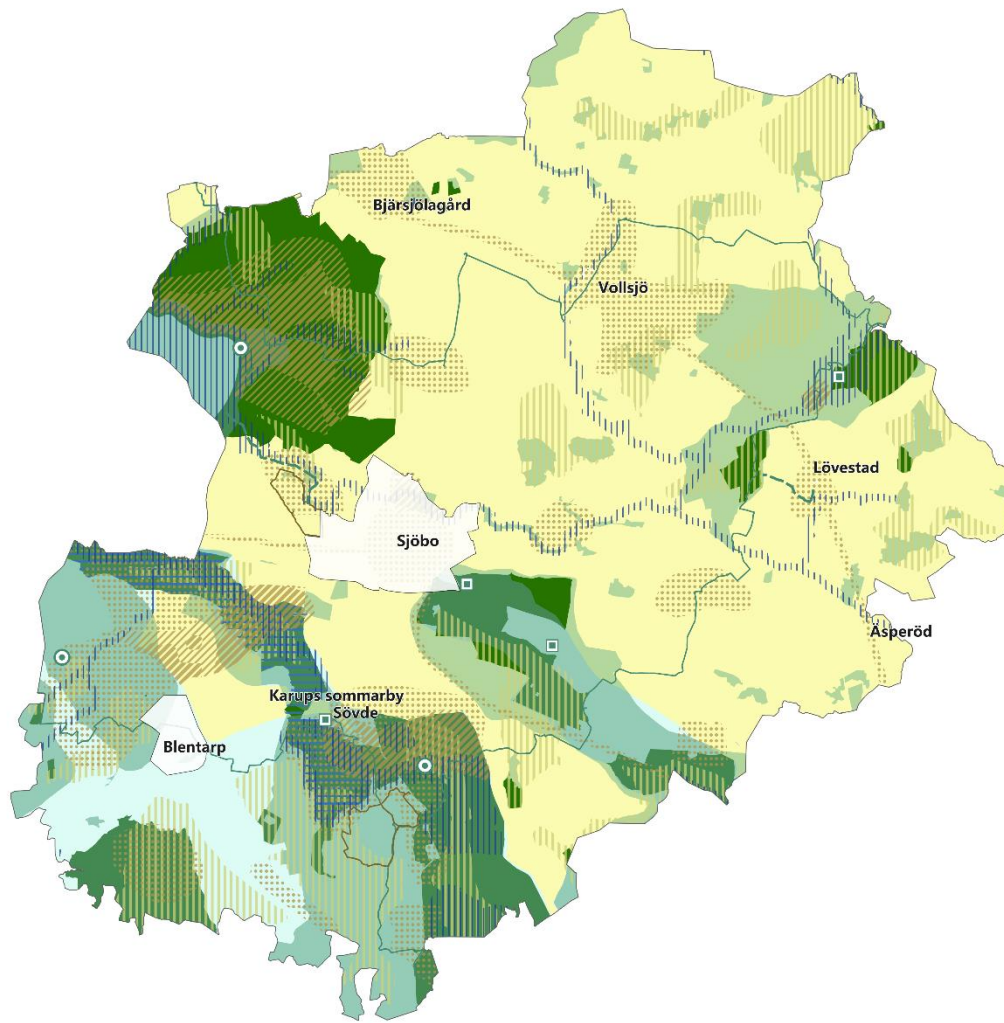 Bjärsjölagård
Vollsjö
Lövestad
Sjöbo
Äsperöd
Karups sommarby
Sövde
Blentarp